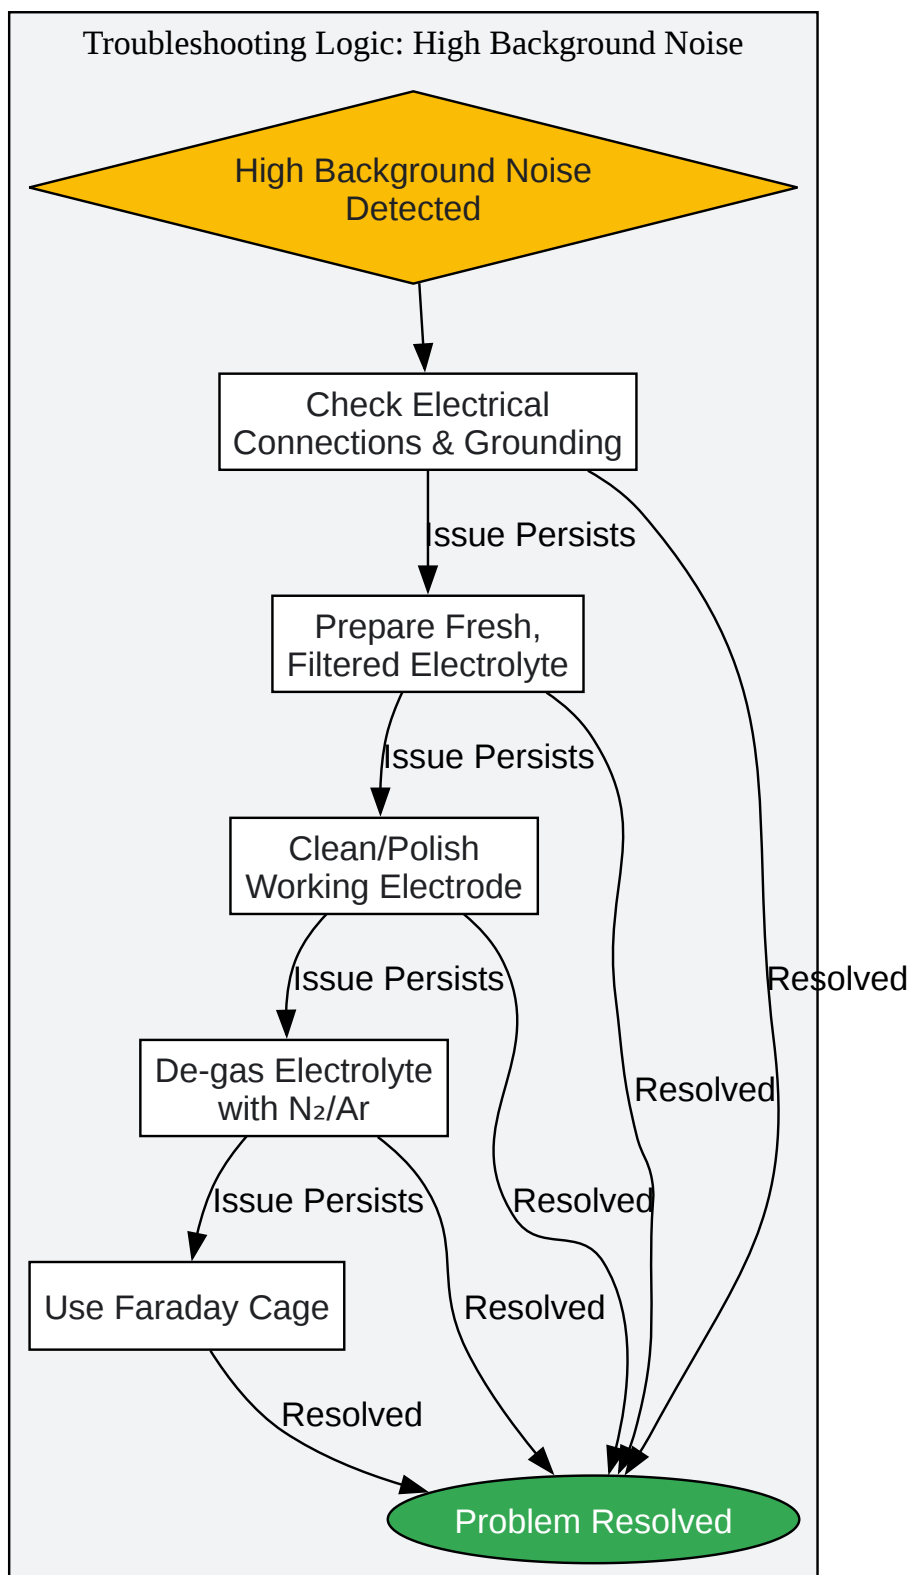 Troubleshooting Logic: High Background Noise
High Background Noise
Detected
Check Electrical
Connections & Grounding
Issue Persists
Prepare Fresh,
Filtered Electrolyte
Issue Persists
Clean/Polish
Working Electrode
Issue Persists
Resolved
De-gas Electrolyte
with N₂/Ar
Resolved
Issue Persists
Resolved
Use Faraday Cage
Resolved
Resolved
Problem Resolved